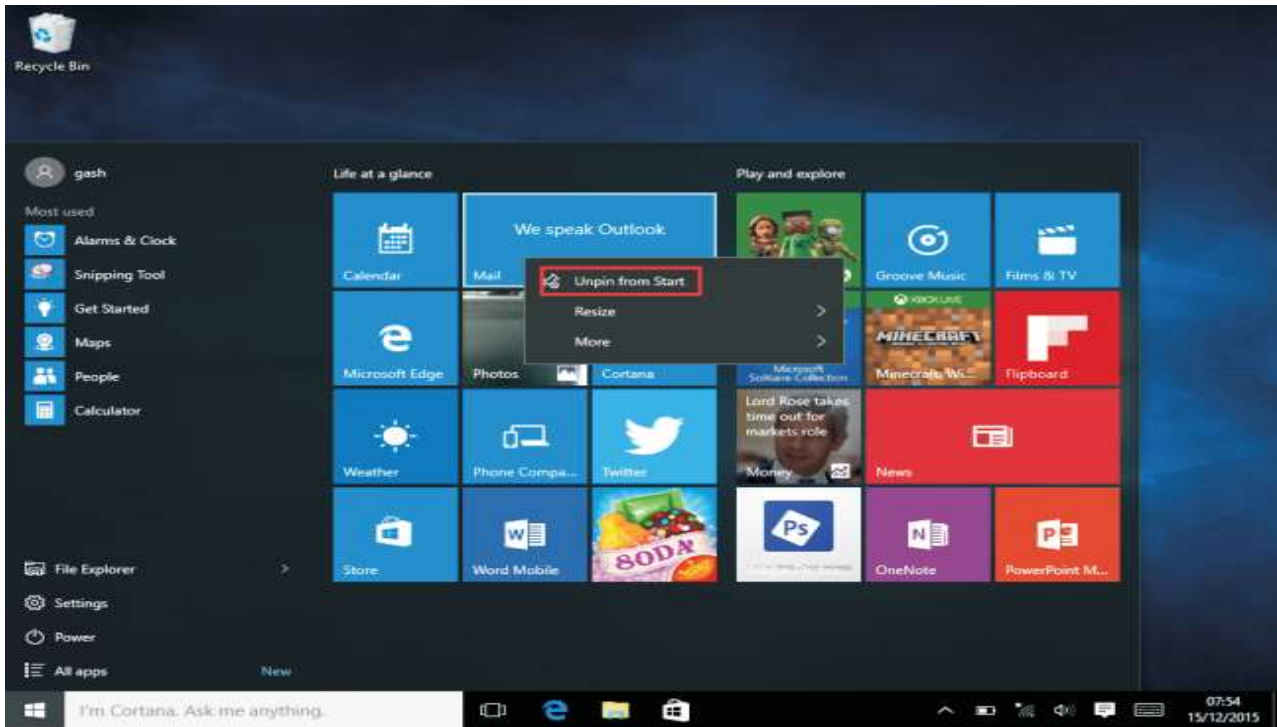 Recycle Bin
gash
Most used
Alarms & Clock
Snipping Tool
Get Started
Maps
People
Calculator
File Explorer
Settings
Power
All apps New
Life at a glance
Calendar
We speak Outlook
Mail
Microsoft Edge
Photos
Cortana
Weather
Phone Compa...
Twitter
Store
Word Mobile
SODA
Unpin from Start
Resize
More
Play and explore
Groove Music
Films & TV
Microsoft
Solitaire Collection
XBOX LIVE
MINECRAFT
Minecraft: Wi...
Flipboard
Lord Rose takes
time out for
markets role
Money
News
Ps
OneNote
PowerPoint M...
I'm Cortana. Ask me anything.
07:54
15/12/2015